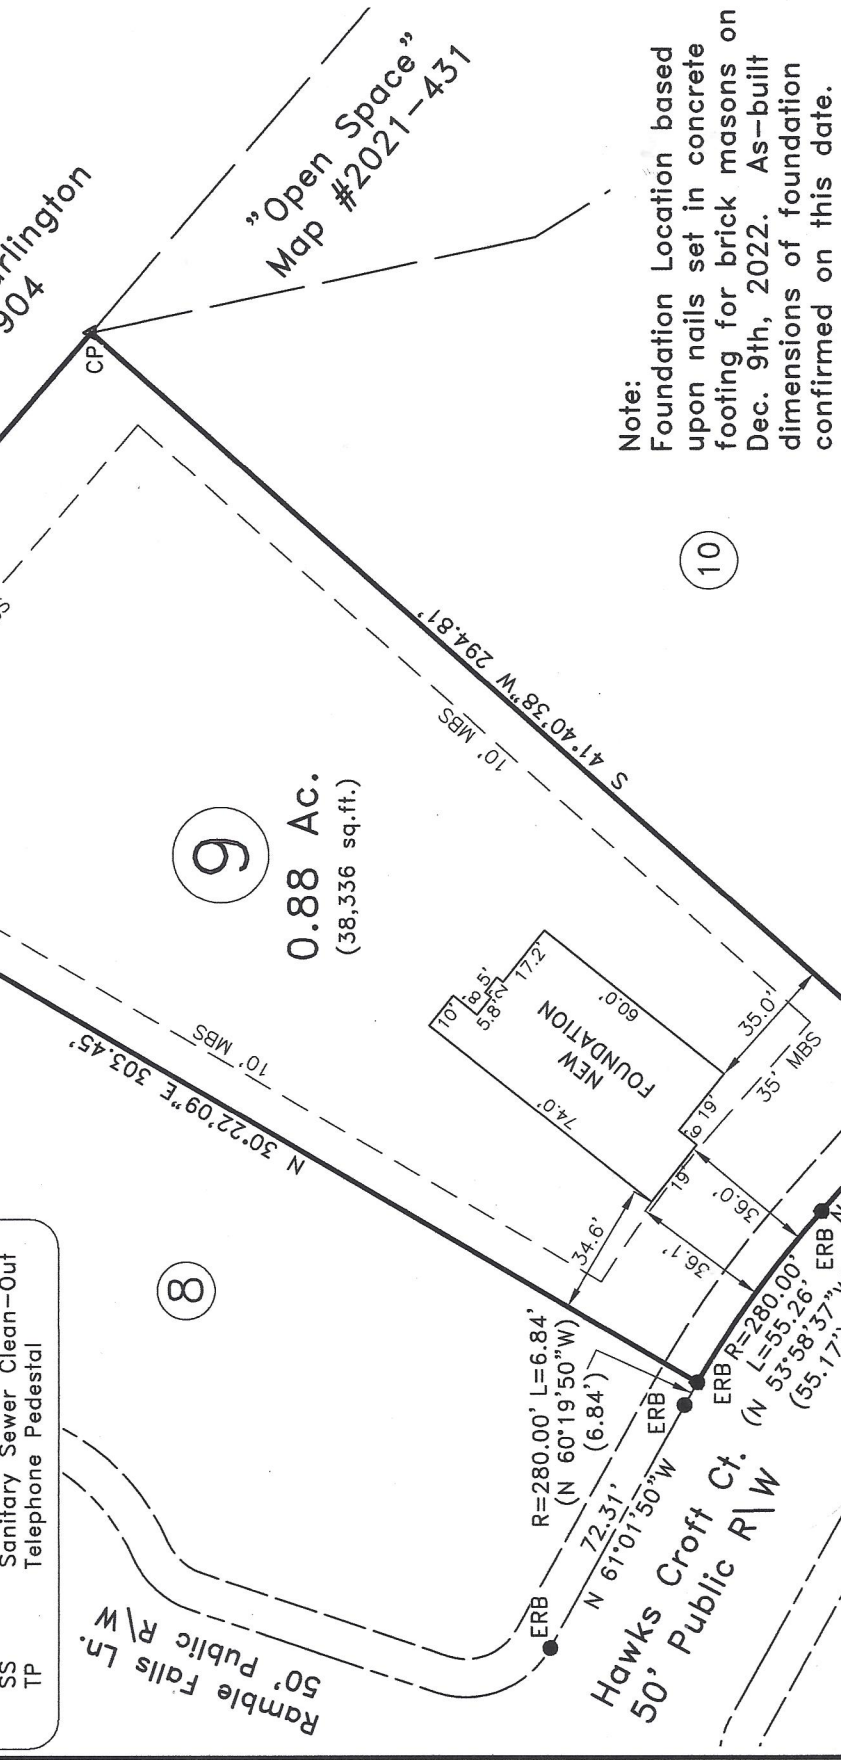 SS Sanitary Sewer Clean-Out
TP Telephone Pedestal
904
CP
"Open Space"
Map #2021-431
Note:
Foundation Location based
upon nails set in concrete
footing for brick masons on
Dec. 9th, 2022. As-built
dimensions of foundation
confirmed on this date.
10
S 41°40'38"W 294.81'
10' MBS
9
0.88 Ac.
(38,336 sq.ft.)
N 30°22'09"E 303.45'
10' MBS
8
NEW
FOUNDATION
10'
8'
5'
5.8'
2'
17.2'
60.0'
74.0'
19'
6'
19'
35.0'
35' MBS
34.6'
36.1'
36.0'
R=280.00' L=6.84'
(N 60°19'50"W)
(6.84')
ERB
ERB
ERB
ERB
R=280.00'
L=55.26'
(N 53°58'37"W
(55.17')
72.31'
N 61°01'50"W
Hawks Croft Ct.
50' Public R\W
Ramble Falls Ln.
50' Public R\W